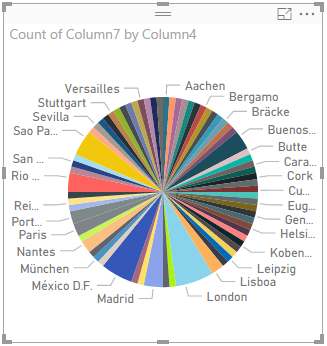 Count of Column7 by Column4
Versailles
Aachen
Stuttgart
Bergamo
Sevilla
Bräcke
Sao Pa...
Buenos...
Butte
San ...
Cara...
Rio ...
Cork
Cu...
Rei...
Eug...
Port...
Gen...
Paris
Helsi...
Nantes
Koben...
München
Leipzig
México D.F.
Lisboa
Madrid
London